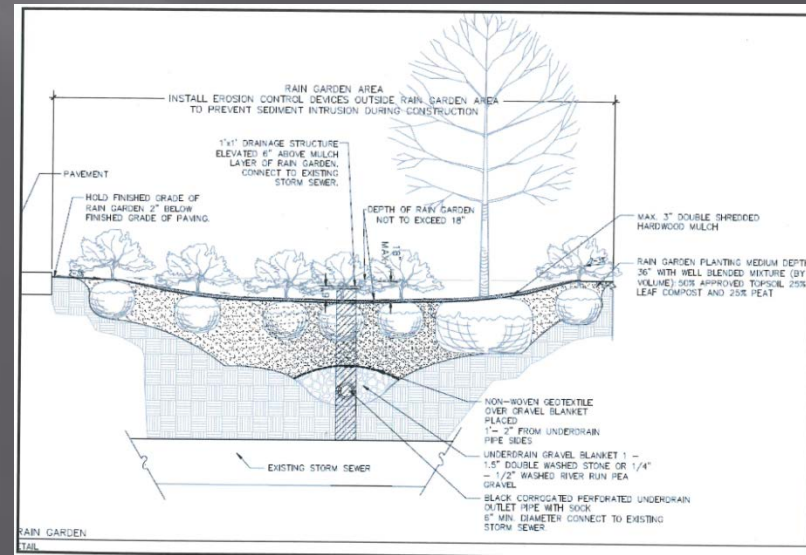 RAIN GARDEN AREA
INSTALL EROSION CONTROL DEVICES OUTSIDE RAIN GARDEN AREA
TO PREVENT SEDIMENT INTRUSION DURING CONSTRUCTION
1'x1' DRAINAGE STRUCTURE
ELEVATED 6" ABOVE MULCH
LAYER OF RAIN GARDEN.
CONNECT TO EXISTING
STORM SEWER.
PAVEMENT
HOLD FINISHED GRADE OF
RAIN GARDEN 2" BELOW
FINISHED GRADE OF PAVING.
DEPTH OF RAIN GARDEN
NOT TO EXCEED 18"
18"
MAX
6"
MAX. 3" DOUBLE SHREDDED
HARDWOOD MULCH
RAIN GARDEN PLANTING MEDIUM DEPTH
36" WITH WELL BLENDED MIXTURE (BY
VOLUME) 50% APPROVED TOPSOIL 25%
LEAF COMPOST AND 25% PEAT
NON-WOVEN GEOTEXTILE
OVER GRAVEL BLANKET
PLACED
1'- 2" FROM UNDERDRAIN
PIPE SIDES
UNDERDRAIN GRAVEL BLANKET 1 -
1.5" DOUBLE WASHED STONE OR 1/4"
- 1/2" WASHED RIVER RUN PEA
GRAVEL
BLACK CORROGATED PERFORATED UNDERDRAIN
OUTLET PIPE WITH SOCK
6" MIN. DIAMETER CONNECT TO EXISTING
STORM SEWER.
EXISTING STORM SEWER
RAIN GARDEN
ETAIL